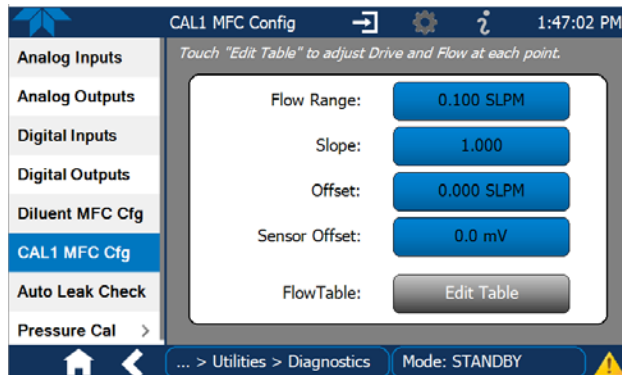 CAL1 MFC Config
1:47:02 PM
Analog Inputs
Analog Outputs
Digital Inputs
Digital Outputs
Diluent MFC Cfg
CAL1 MFC Cfg
Auto Leak Check
Pressure Cal >
Touch "Edit Table" to adjust Drive and Flow at each point.
Flow Range: 0.100 SLPM
Slope: 1.000
Offset: 0.000 SLPM
Sensor Offset: 0.0 mV
FlowTable: Edit Table
... > Utilities > Diagnostics
Mode: STANDBY